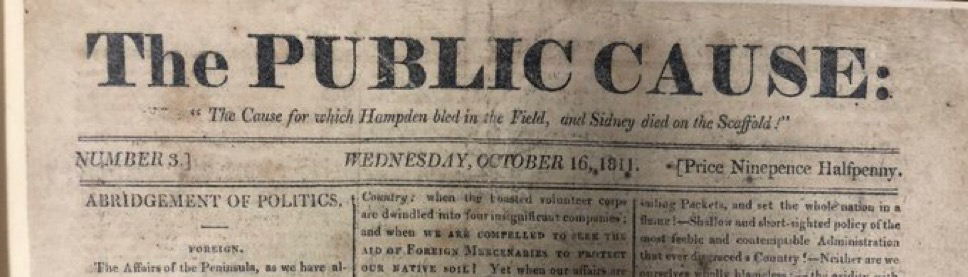 The PUBLIC CAUSE:
" The Cause for which Hampden bled in the Field, and Sidney died on the Scaffold!"
NUMBER 3.]
WEDNESDAY, OCTOBER 16, 1811.
[Price Ninepence Halfpenny.
ABRIDGEMENT OF POLITICS.
FOREIGN.
The Affairs of the Peninsula, as we have al-
Country; when the boasted volunteer corps
are dwindled into four insignificant companies;
and when WE ARE COMPELLED TO SEEK THE
AID OF FOREIGN MERCENARIES TO PROTECT
OUR NATIVE SOIL! Yet when our affairs are
sailing Packets, and set the whole nation in a
flame!—Shallow and short-sighted policy of the
most feeble and contemptible Administration
that ever disgraced a Country!—Neither are we
ourselves wholly blameless